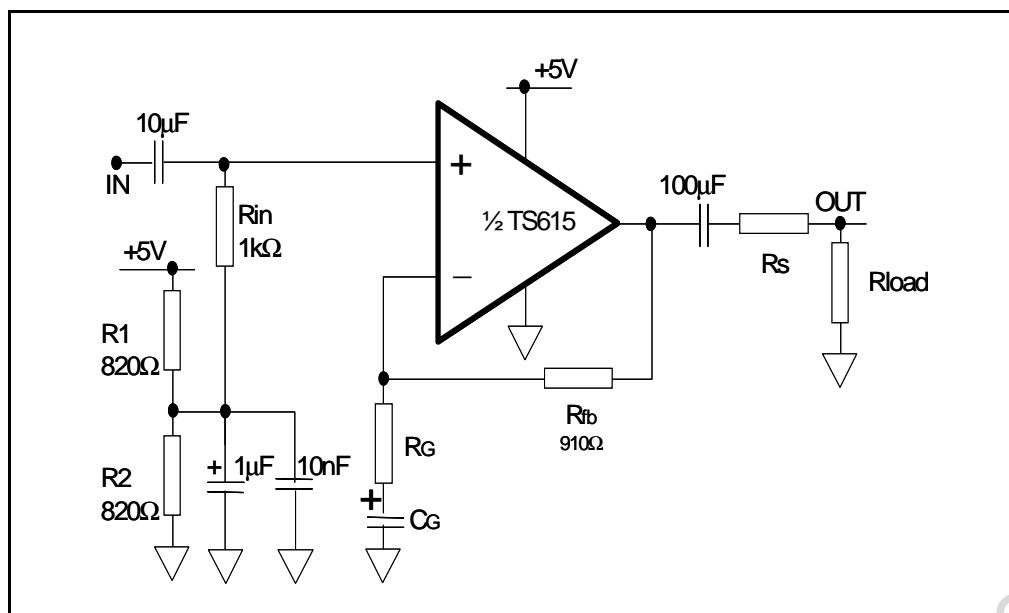 +5V
10µF
+
IN
100µF
OUT
½ TS615
Rin
1kΩ
+5V
–
Rs
Rload
R1
820Ω
Rfb
910Ω
RG
+
1µF
10nF
R2
820Ω
+
CG